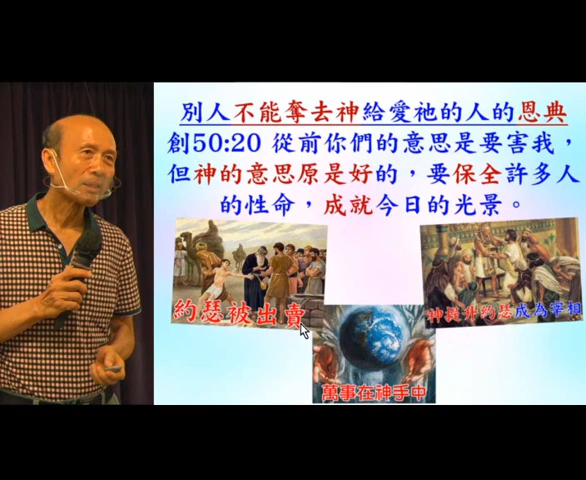 別人不能奪去神給愛祂的人的恩典
創50:20 從前你們的意思是要害我，
但神的意思原是好的，要保全許多人
的性命，成就今日的光景。
約瑟被出賣
神提升約瑟成為宰相
萬事在神手中